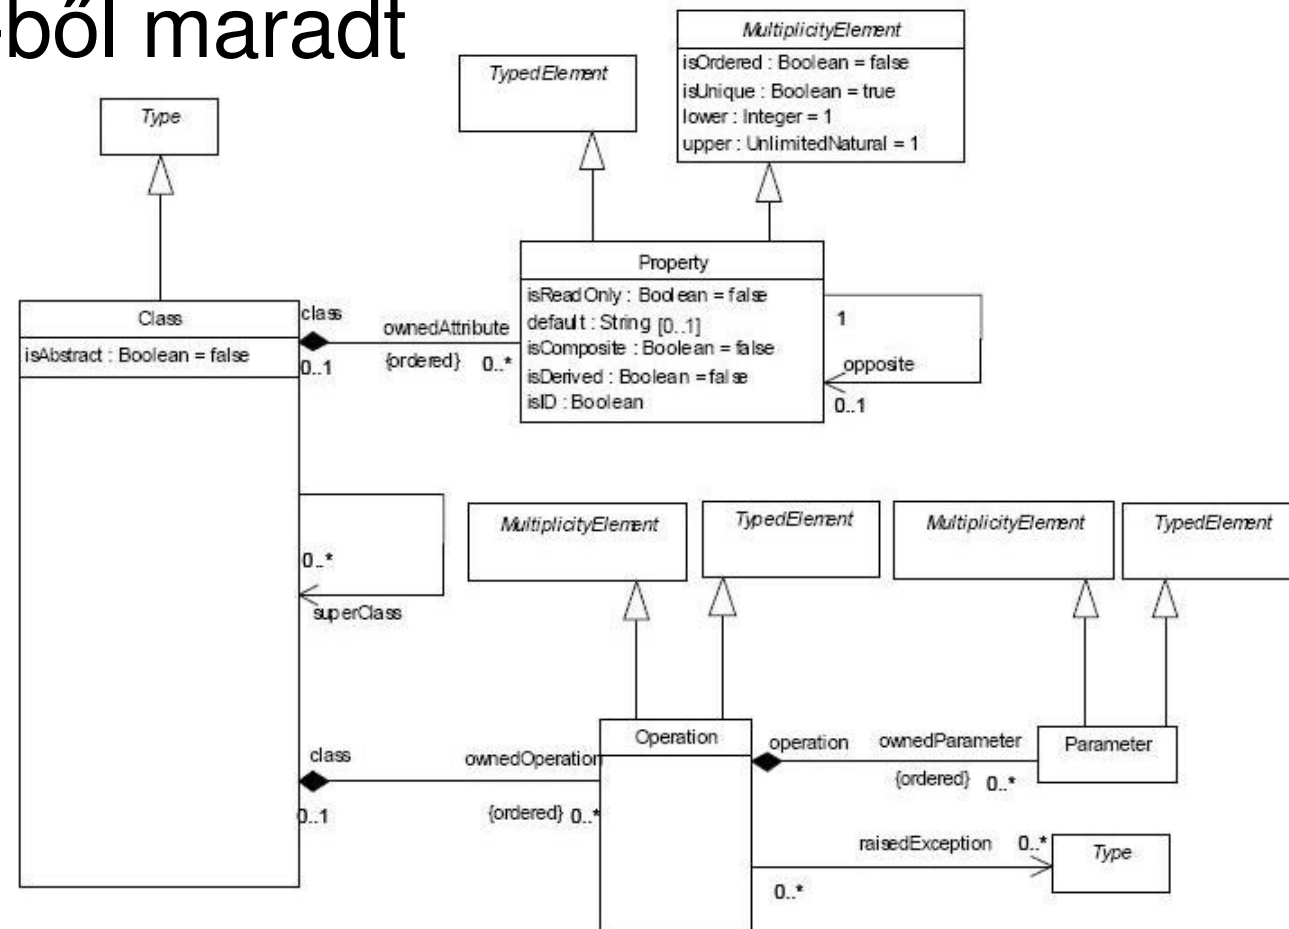 -ből maradt
MultiplicityElement
isOrdered : Boolean = false
isUnique : Boolean = true
lower : Integer = 1
upper : UnlimitedNatural = 1
TypedElement
Type
Property
isReadOnly : Boolean = false
default : String [0..1]
isComposite : Boolean = false
isDerived : Boolean = false
isID : Boolean
1
opposite
0..1
Class
isAbstract : Boolean = false
class
0..1
ownedAttribute
{ordered} 0..*
0..*
superClass
MultiplicityElement
TypedElement
MultiplicityElement
TypedElement
class
0..1
ownedOperation
{ordered} 0..*
Operation
operation
ownedParameter
{ordered} 0..*
Parameter
raisedException 0..*
0..*
Type